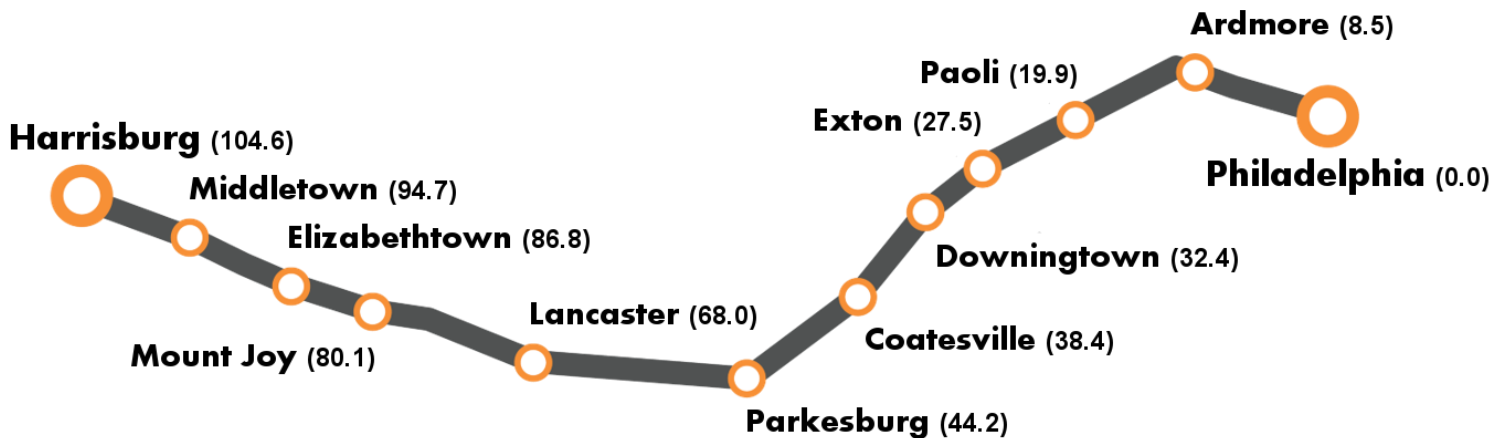 Ardmore (8.5)
Paoli (19.9)
Exton (27.5)
Harrisburg (104.6)
Philadelphia (0.0)
Middletown (94.7)
Elizabethtown (86.8)
Downingtown (32.4)
Lancaster (68.0)
Coatesville (38.4)
Mount Joy (80.1)
Parkesburg (44.2)